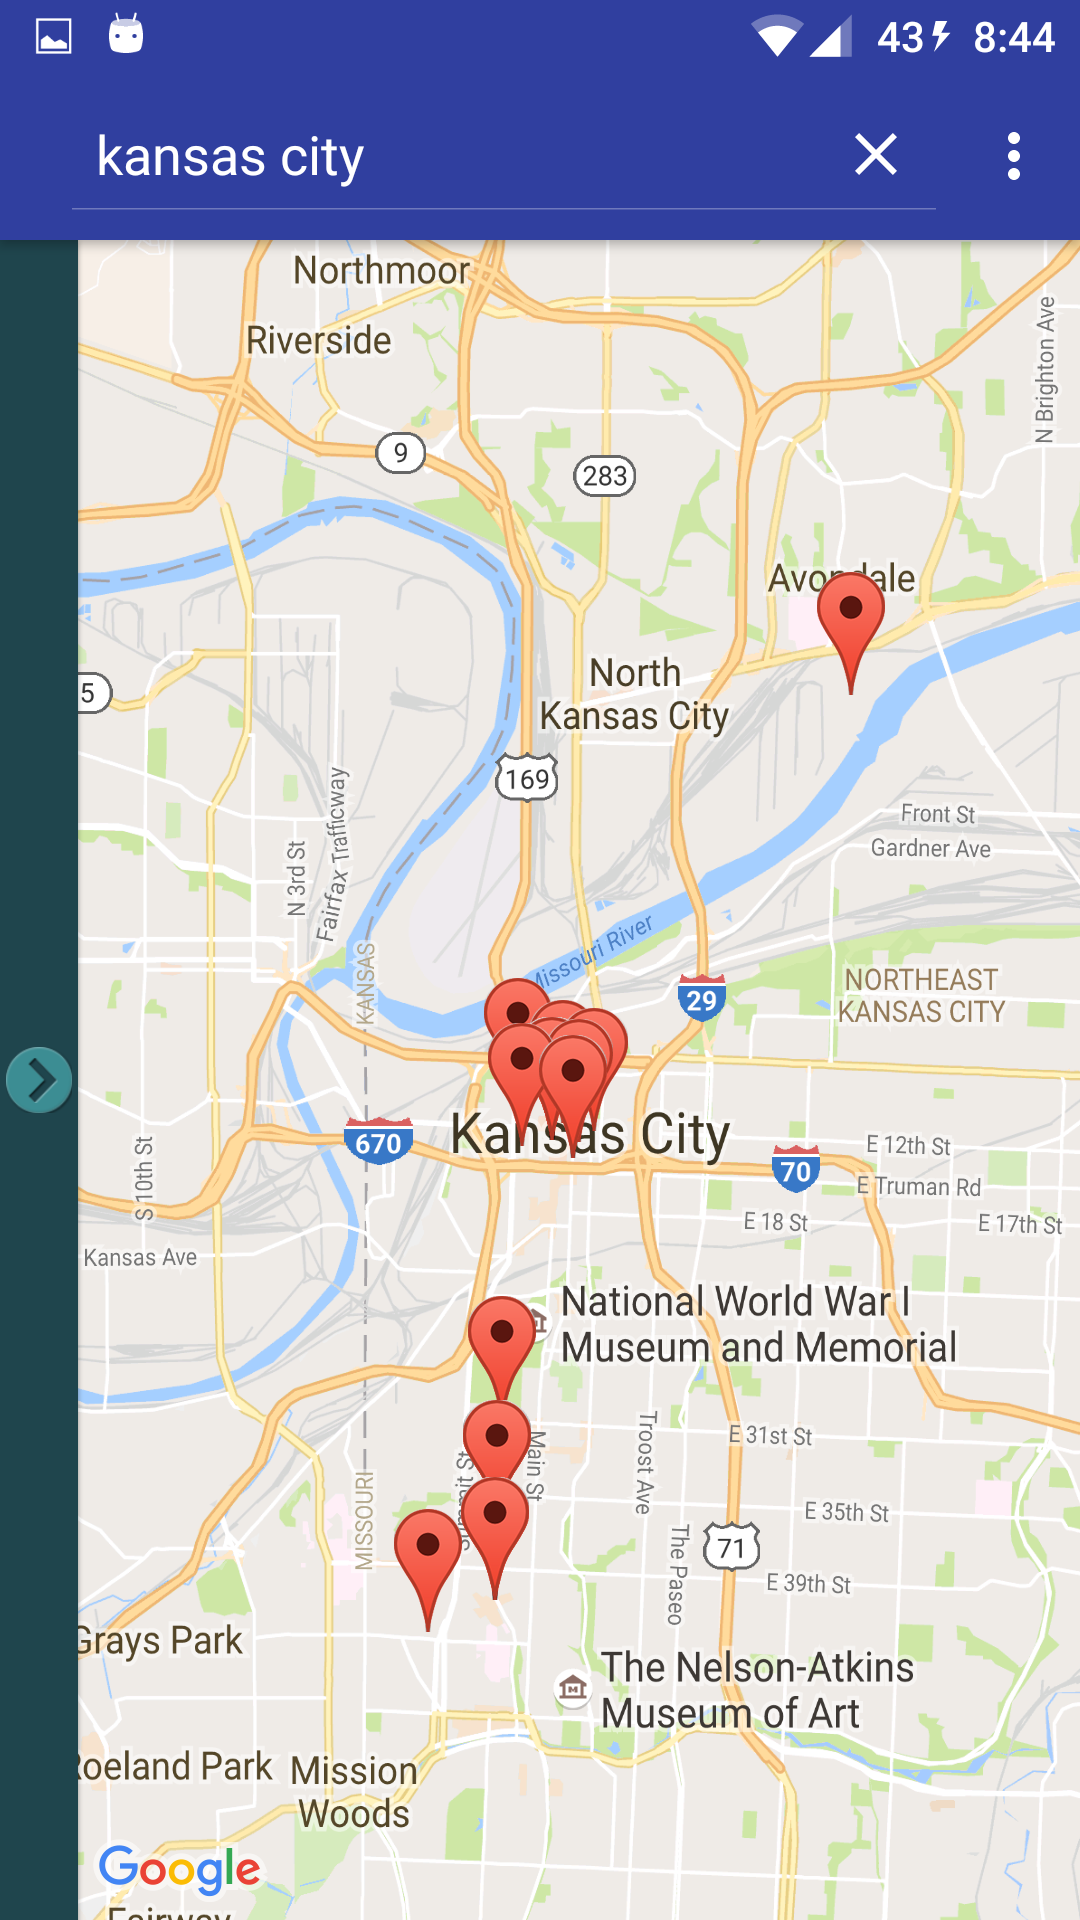 43 8:44
kansas city
Northmoor
Riverside
N Brighton Ave
9
283
Avondale
North
Kansas City
5
169
Fairfax Trafficway
N 3rd St
Front St
Gardner Ave
Missouri River
KANSAS
29
NORTHEAST
KANSAS CITY
Kansas City
670
70
E 12th St
E Truman Rd
S 10th St
E 18 St
E 17th St
Kansas Ave
National World War I
Museum and Memorial
Main St
Troost Ave
E 31st St
MISSOURI
E 35th St
71
The Paseo
E 39th St
Grays Park
The Nelson-Atkins
Museum of Art
Roeland Park
Mission
Woods
Google
Fairway